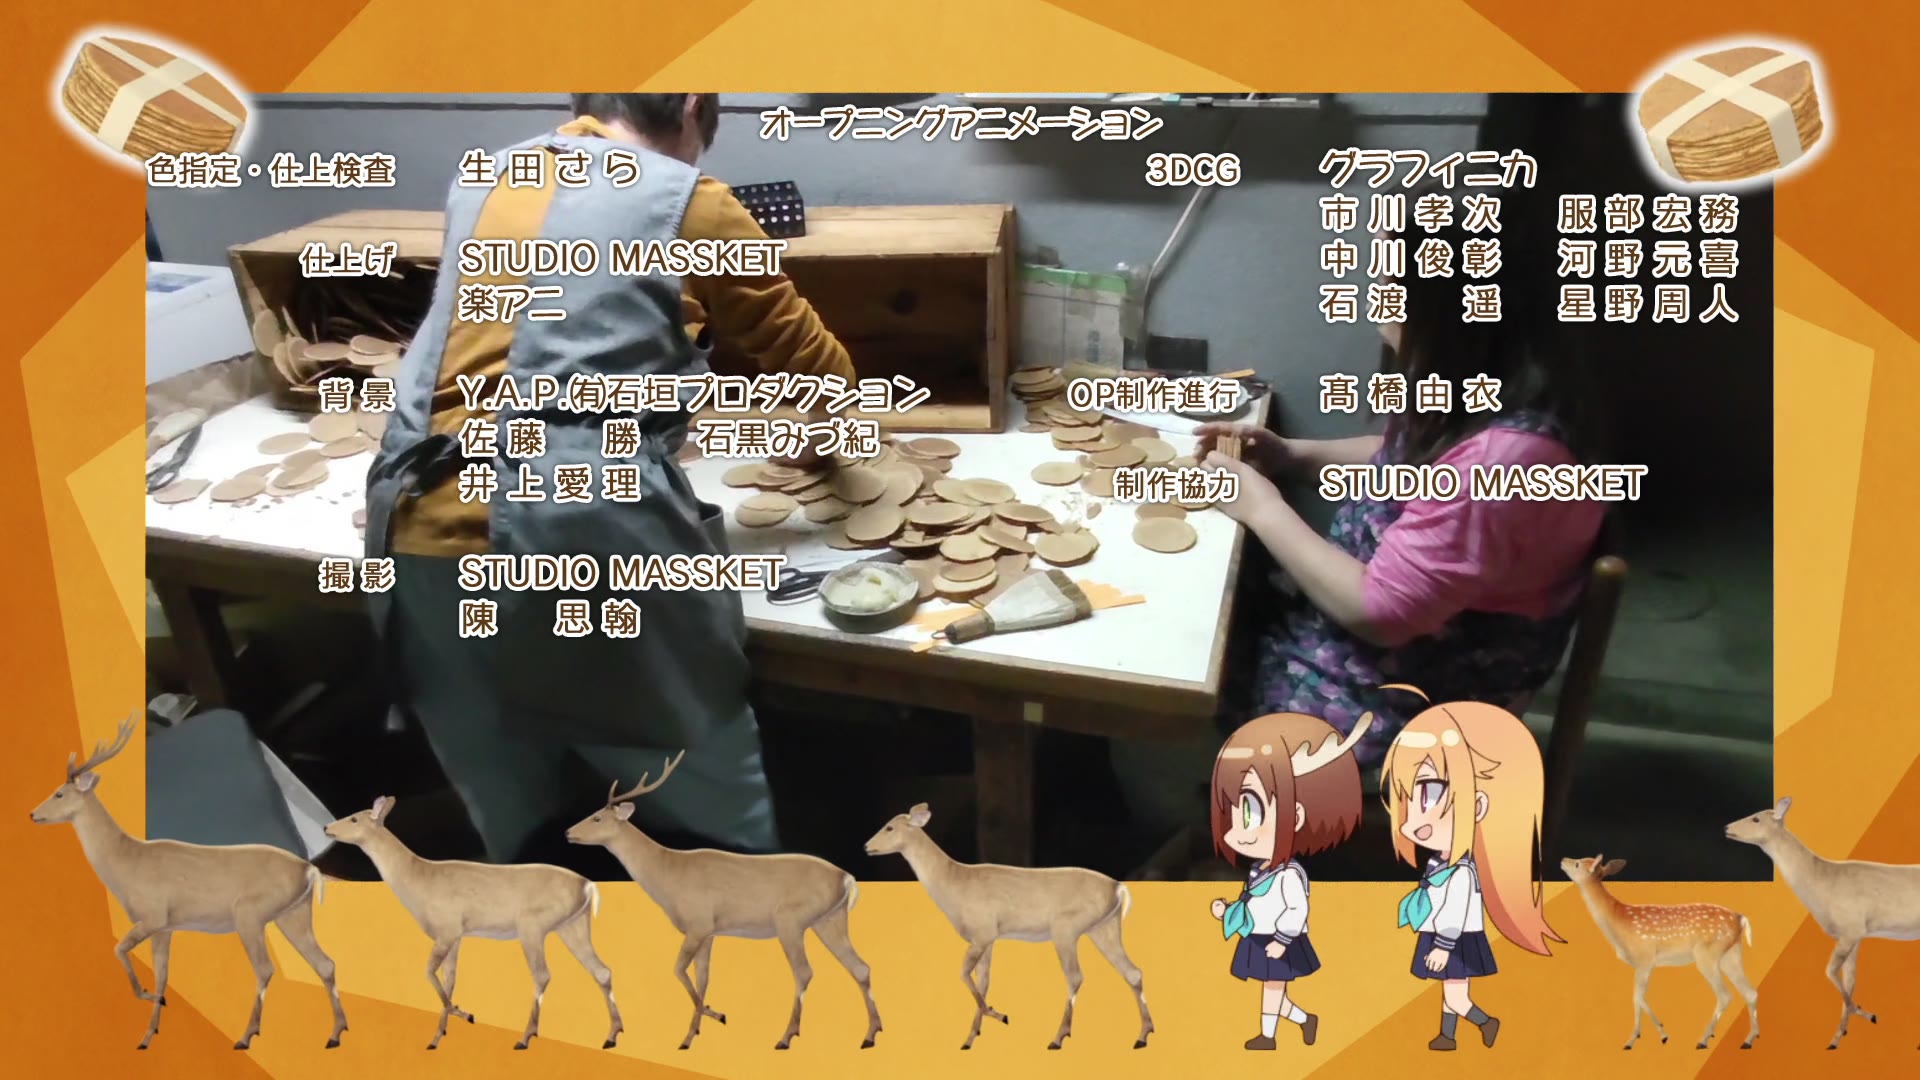 オープニングアニメーション
色指定・仕上検査 生田さら
仕上げ STUDIO MASSKET
楽アニ
背景 Y.A.P.㈲石垣プロダクション
佐藤 勝 石黒みづ紀
井上愛理
撮影 STUDIO MASSKET
陳 思翰
3DCG グラフィニカ
市川孝次 服部宏務
中川俊彰 河野元喜
石渡 遥 星野周人
OP制作進行 髙橋由衣
制作協力 STUDIO MASSKET